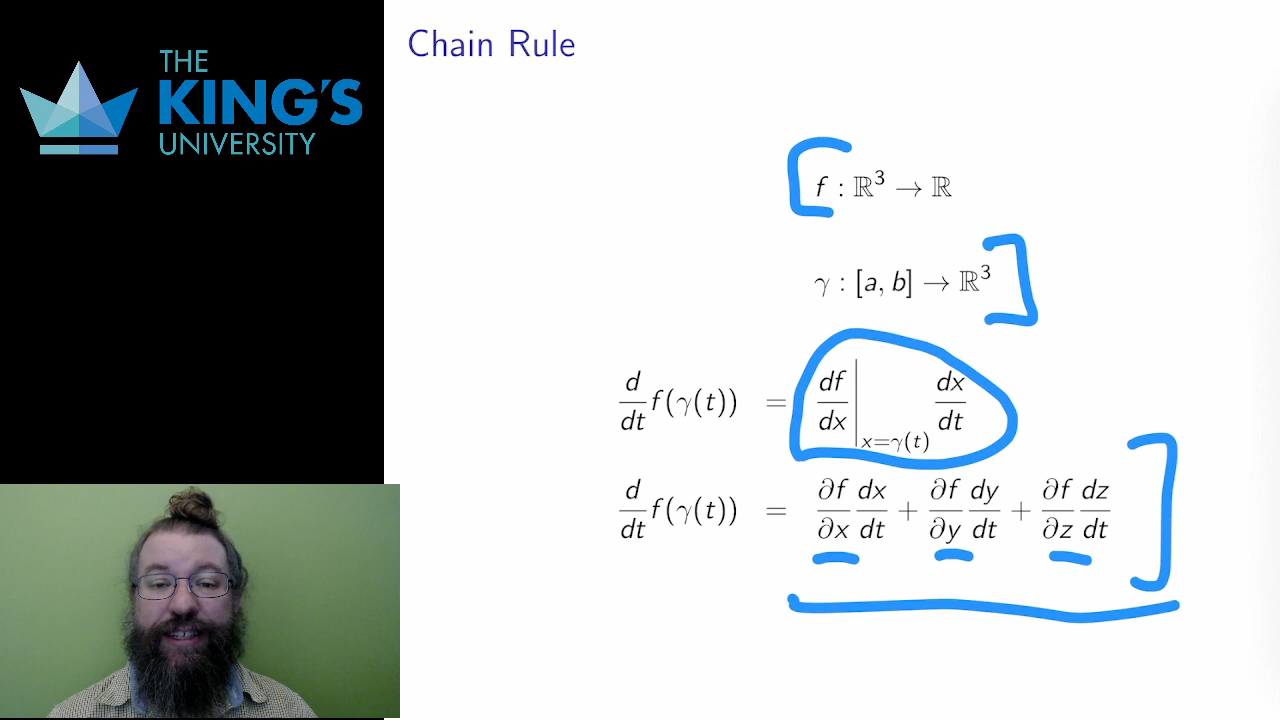 THE
KING'S
UNIVERSITY
Chain Rule
f : ℝ³ → ℝ
γ : [a, b] → ℝ³
d/dt f(γ(t)) = df/dx |ₓ₌γ(t) dx/dt
d/dt f(γ(t)) = ∂f/∂x dx/dt + ∂f/∂y dy/dt + ∂f/∂z dz/dt